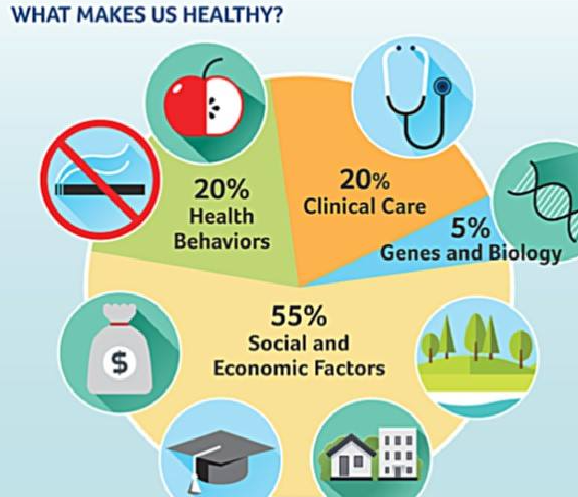 WHAT MAKES US HEALTHY?
20%
Health
Behaviors
20%
Clinical Care
5%
Genes and Biology
55%
Social and
Economic Factors
$